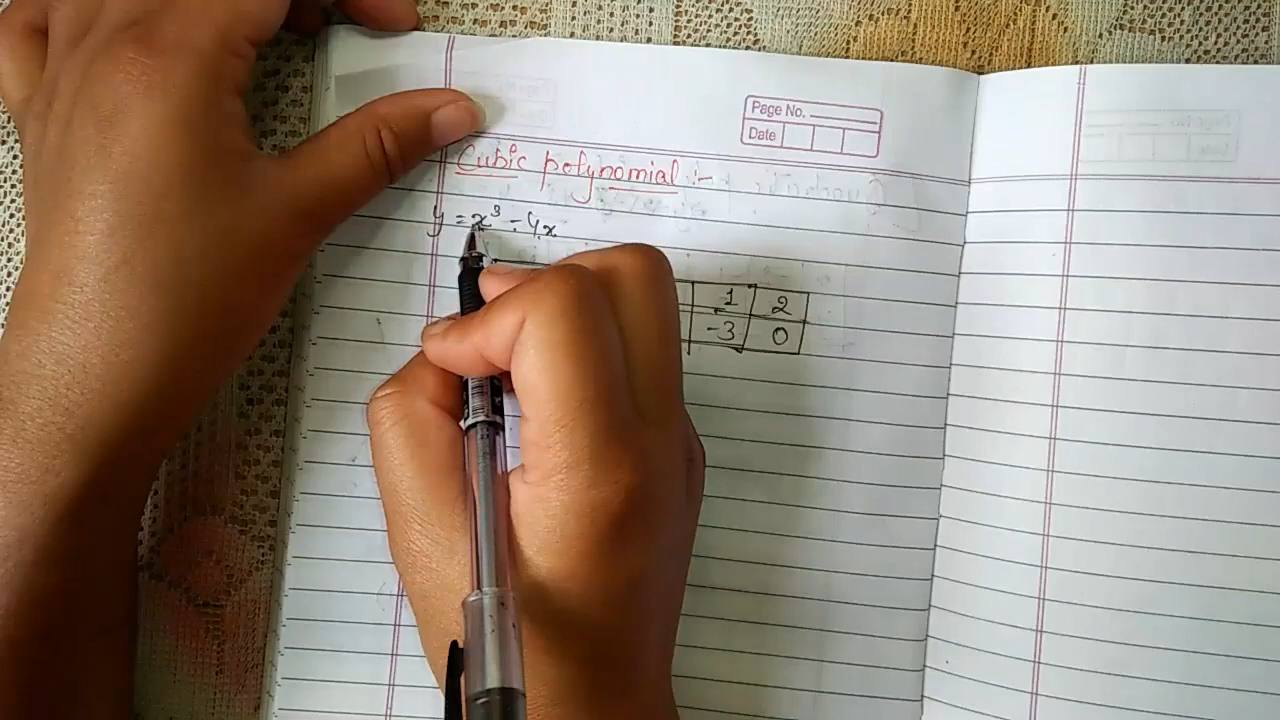 Page No.
Date
Cubic polynomial :-
y = x³ - 4x
1 2
-3 0